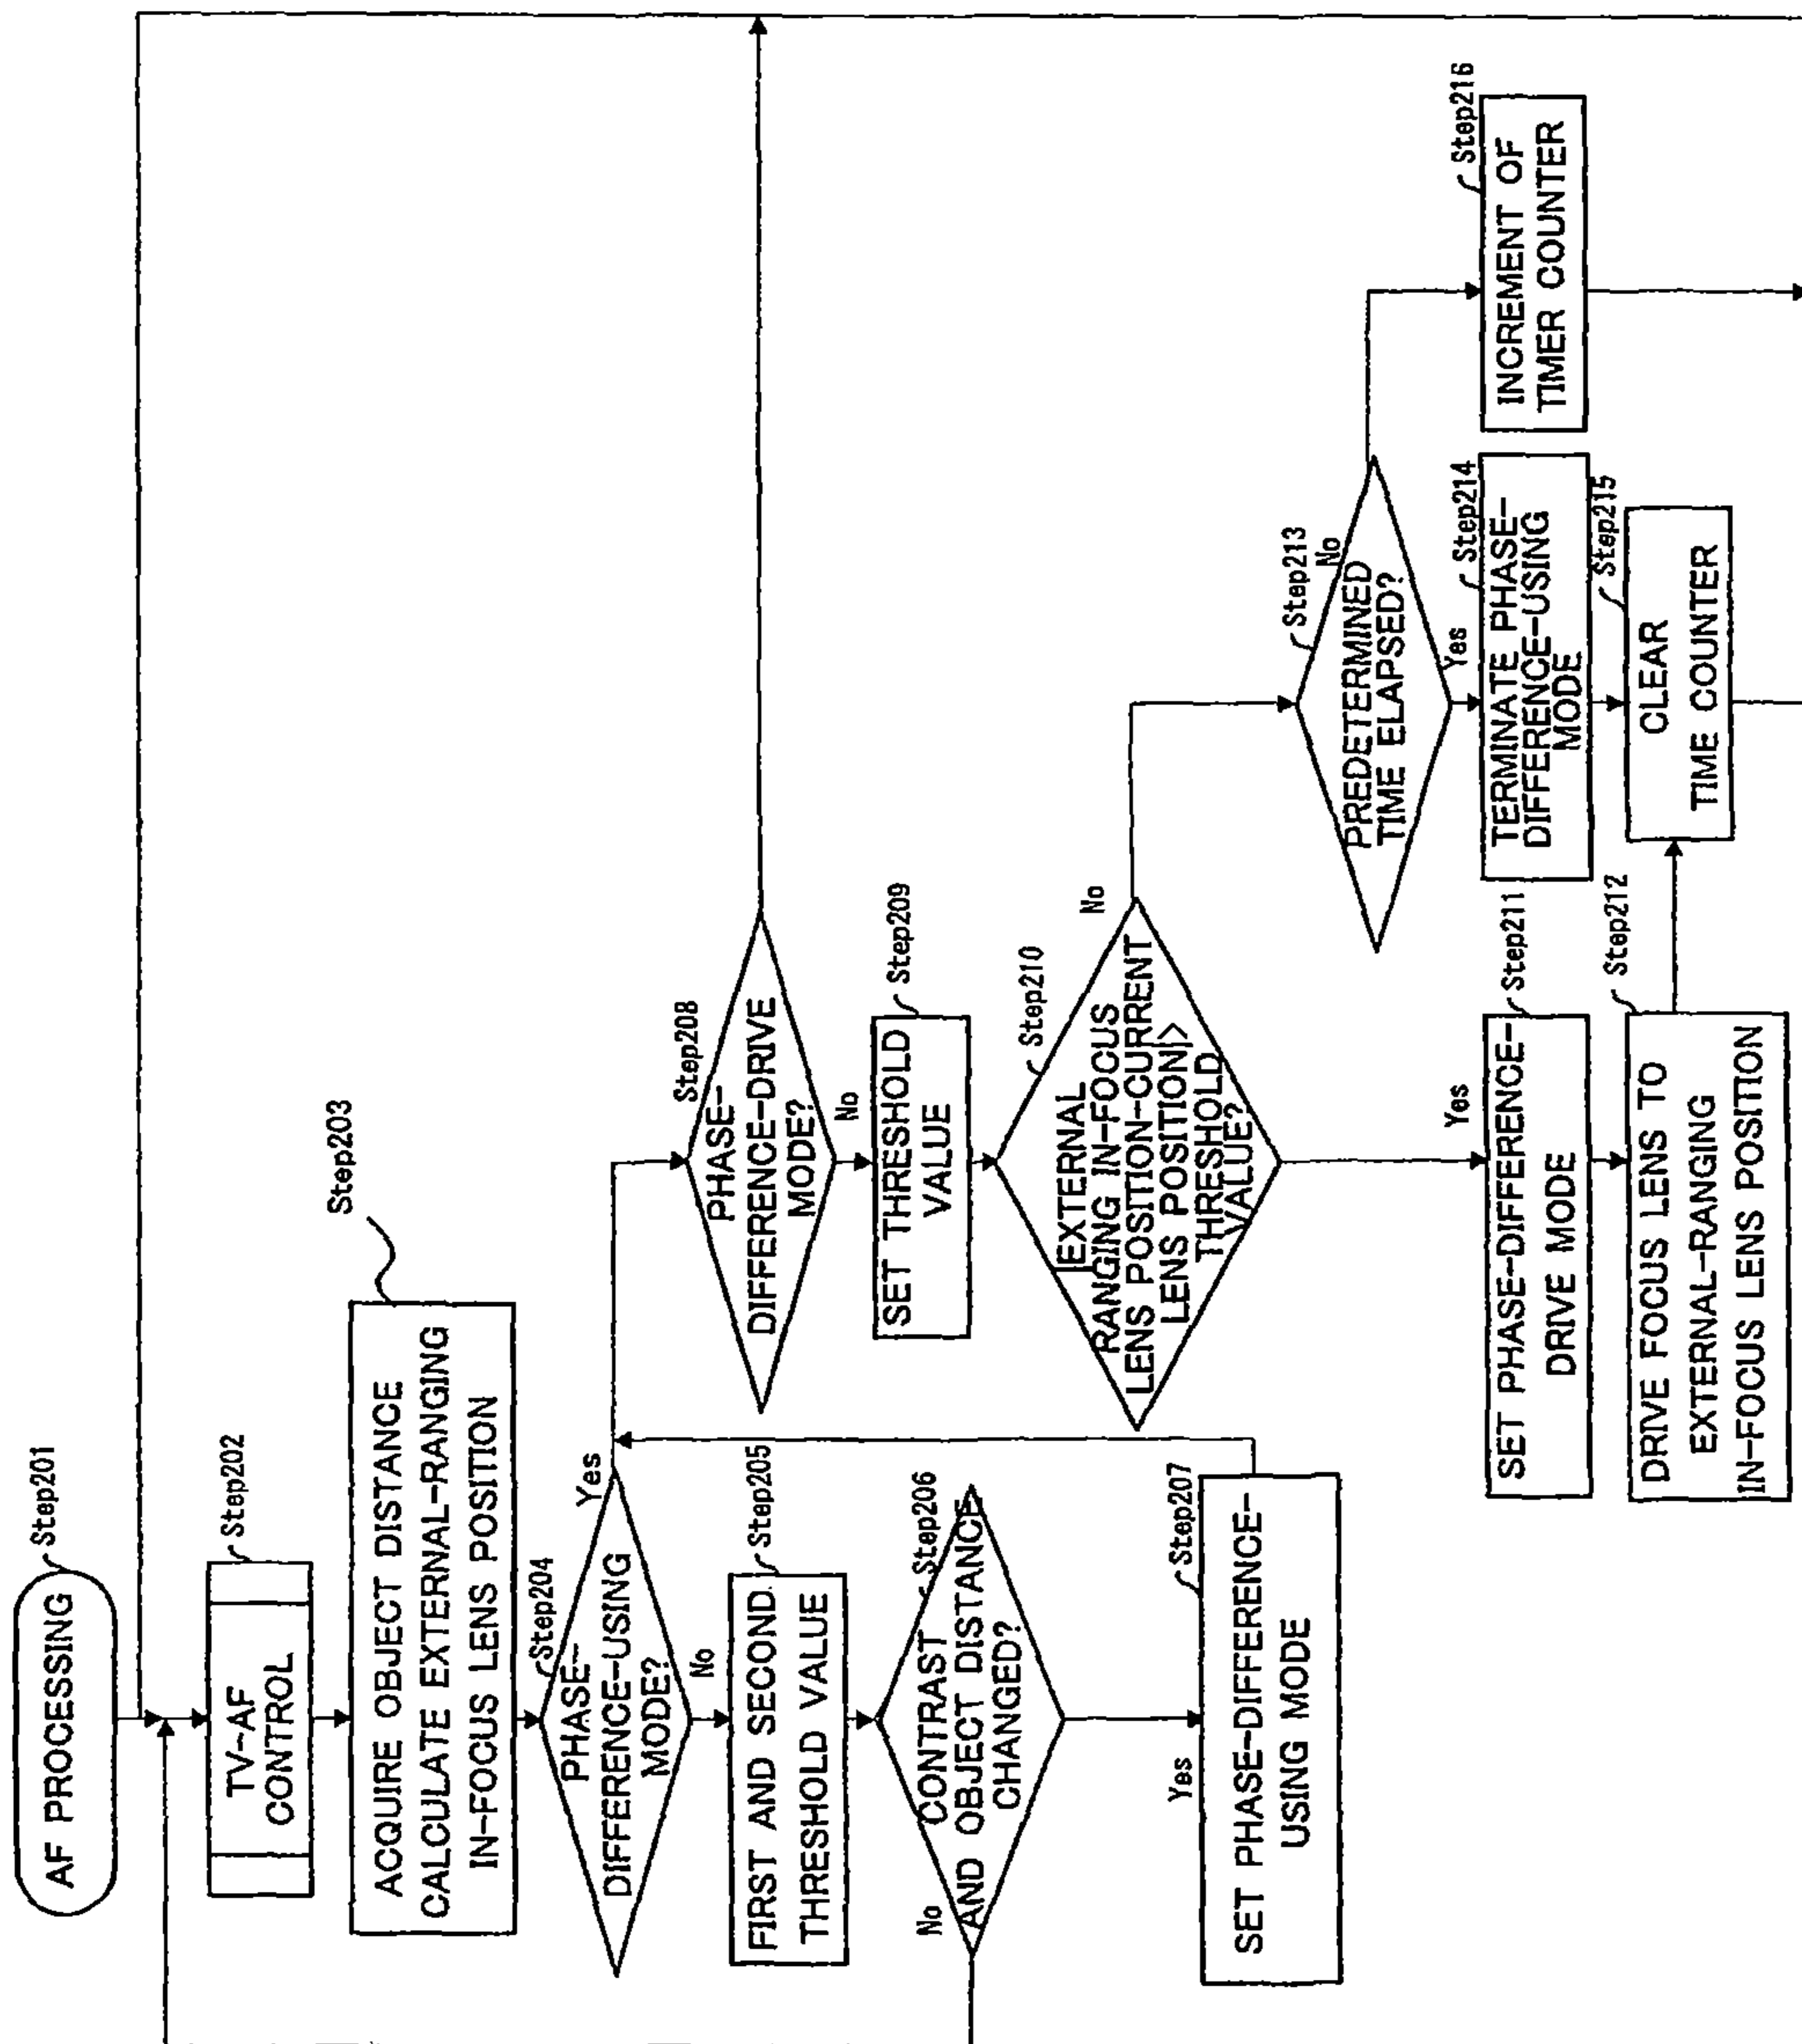 AF PROCESSING
Step201
TV-AF
CONTROL
Step202
ACQUIRE OBJECT DISTANCE
CALCULATE EXTERNAL-RANGING
IN-FOCUS LENS POSITION
Step203
PHASE-
DIFFERENCE-USING
MODE?
Step204
Yes
No
FIRST AND SECOND
THRESHOLD VALUE
Step205
CONTRAST
AND OBJECT DISTANCE
CHANGED?
Step206
No
Yes
SET PHASE-DIFFERENCE-
USING MODE
Step207
PHASE-
DIFFERENCE-DRIVE
MODE?
Step208
No
SET THRESHOLD
VALUE
Step209
|EXTERNAL
RANGING IN-FOCUS
LENS POSITION-CURRENT
LENS POSITION|>
THRESHOLD
VALUE?
Step210
No
Yes
SET PHASE-DIFFERENCE-
DRIVE MODE
Step211
DRIVE FOCUS LENS TO
EXTERNAL-RANGING
IN-FOCUS LENS POSITION
Step212
PREDETERMINED
TIME ELAPSED?
Step213
No
Yes
TERMINATE PHASE-
DIFFERENCE-USING
MODE
Step214
CLEAR
TIME COUNTER
Step215
INCREMENT OF
TIMER COUNTER
Step216